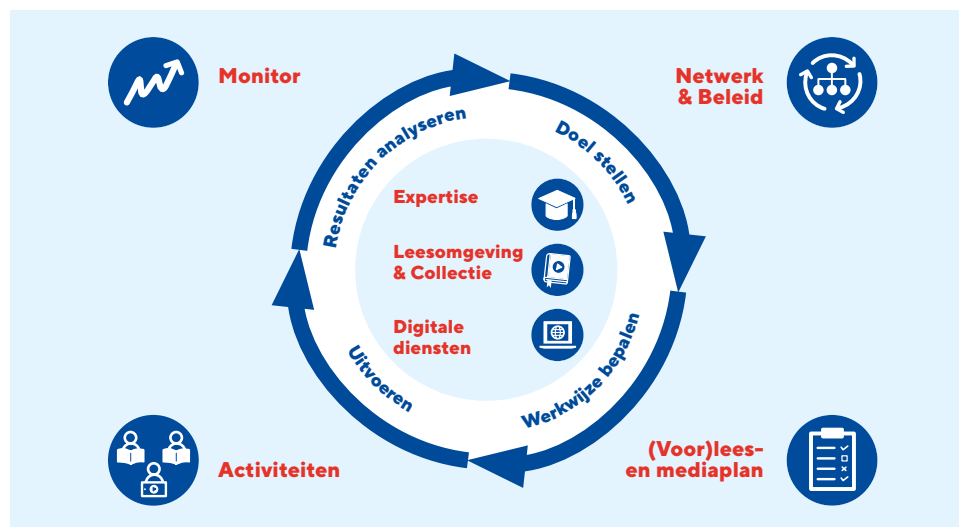 Monitor
Netwerk
& Beleid
Resultaten analyseren
Doel stellen
Expertise
Leesomgeving
& Collectie
Digitale
diensten
Uitvoeren
Werkwijze bepalen
Activiteiten
(Voor)lees-
en mediaplan